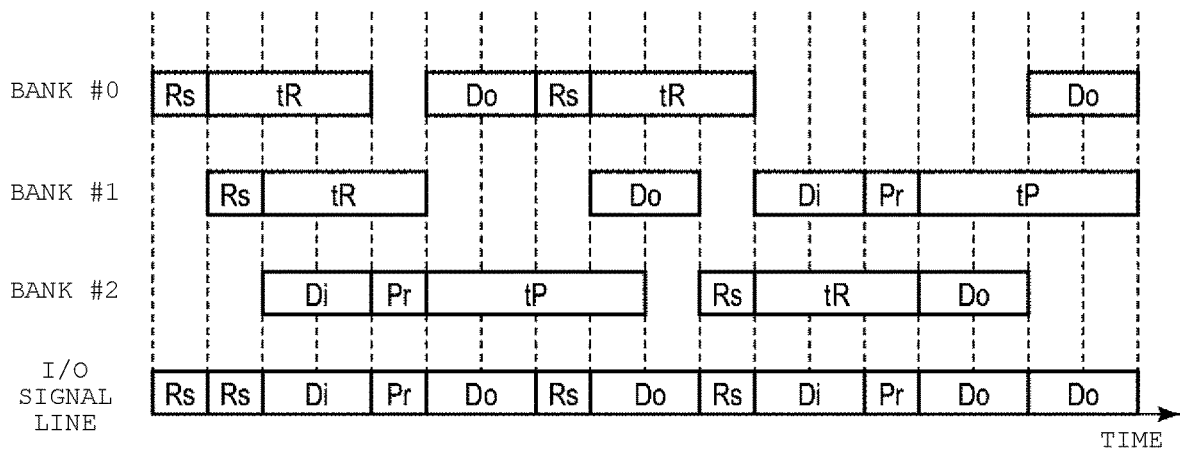 BANK #0 Rs tR Do Rs tR Do
BANK #1 Rs tR Do Di Pr tP
BANK #2 Di Pr tP Rs tR Do
I/O
SIGNAL
LINE
Rs Rs Di Pr Do Rs Do Rs Di Pr Do Do
TIME